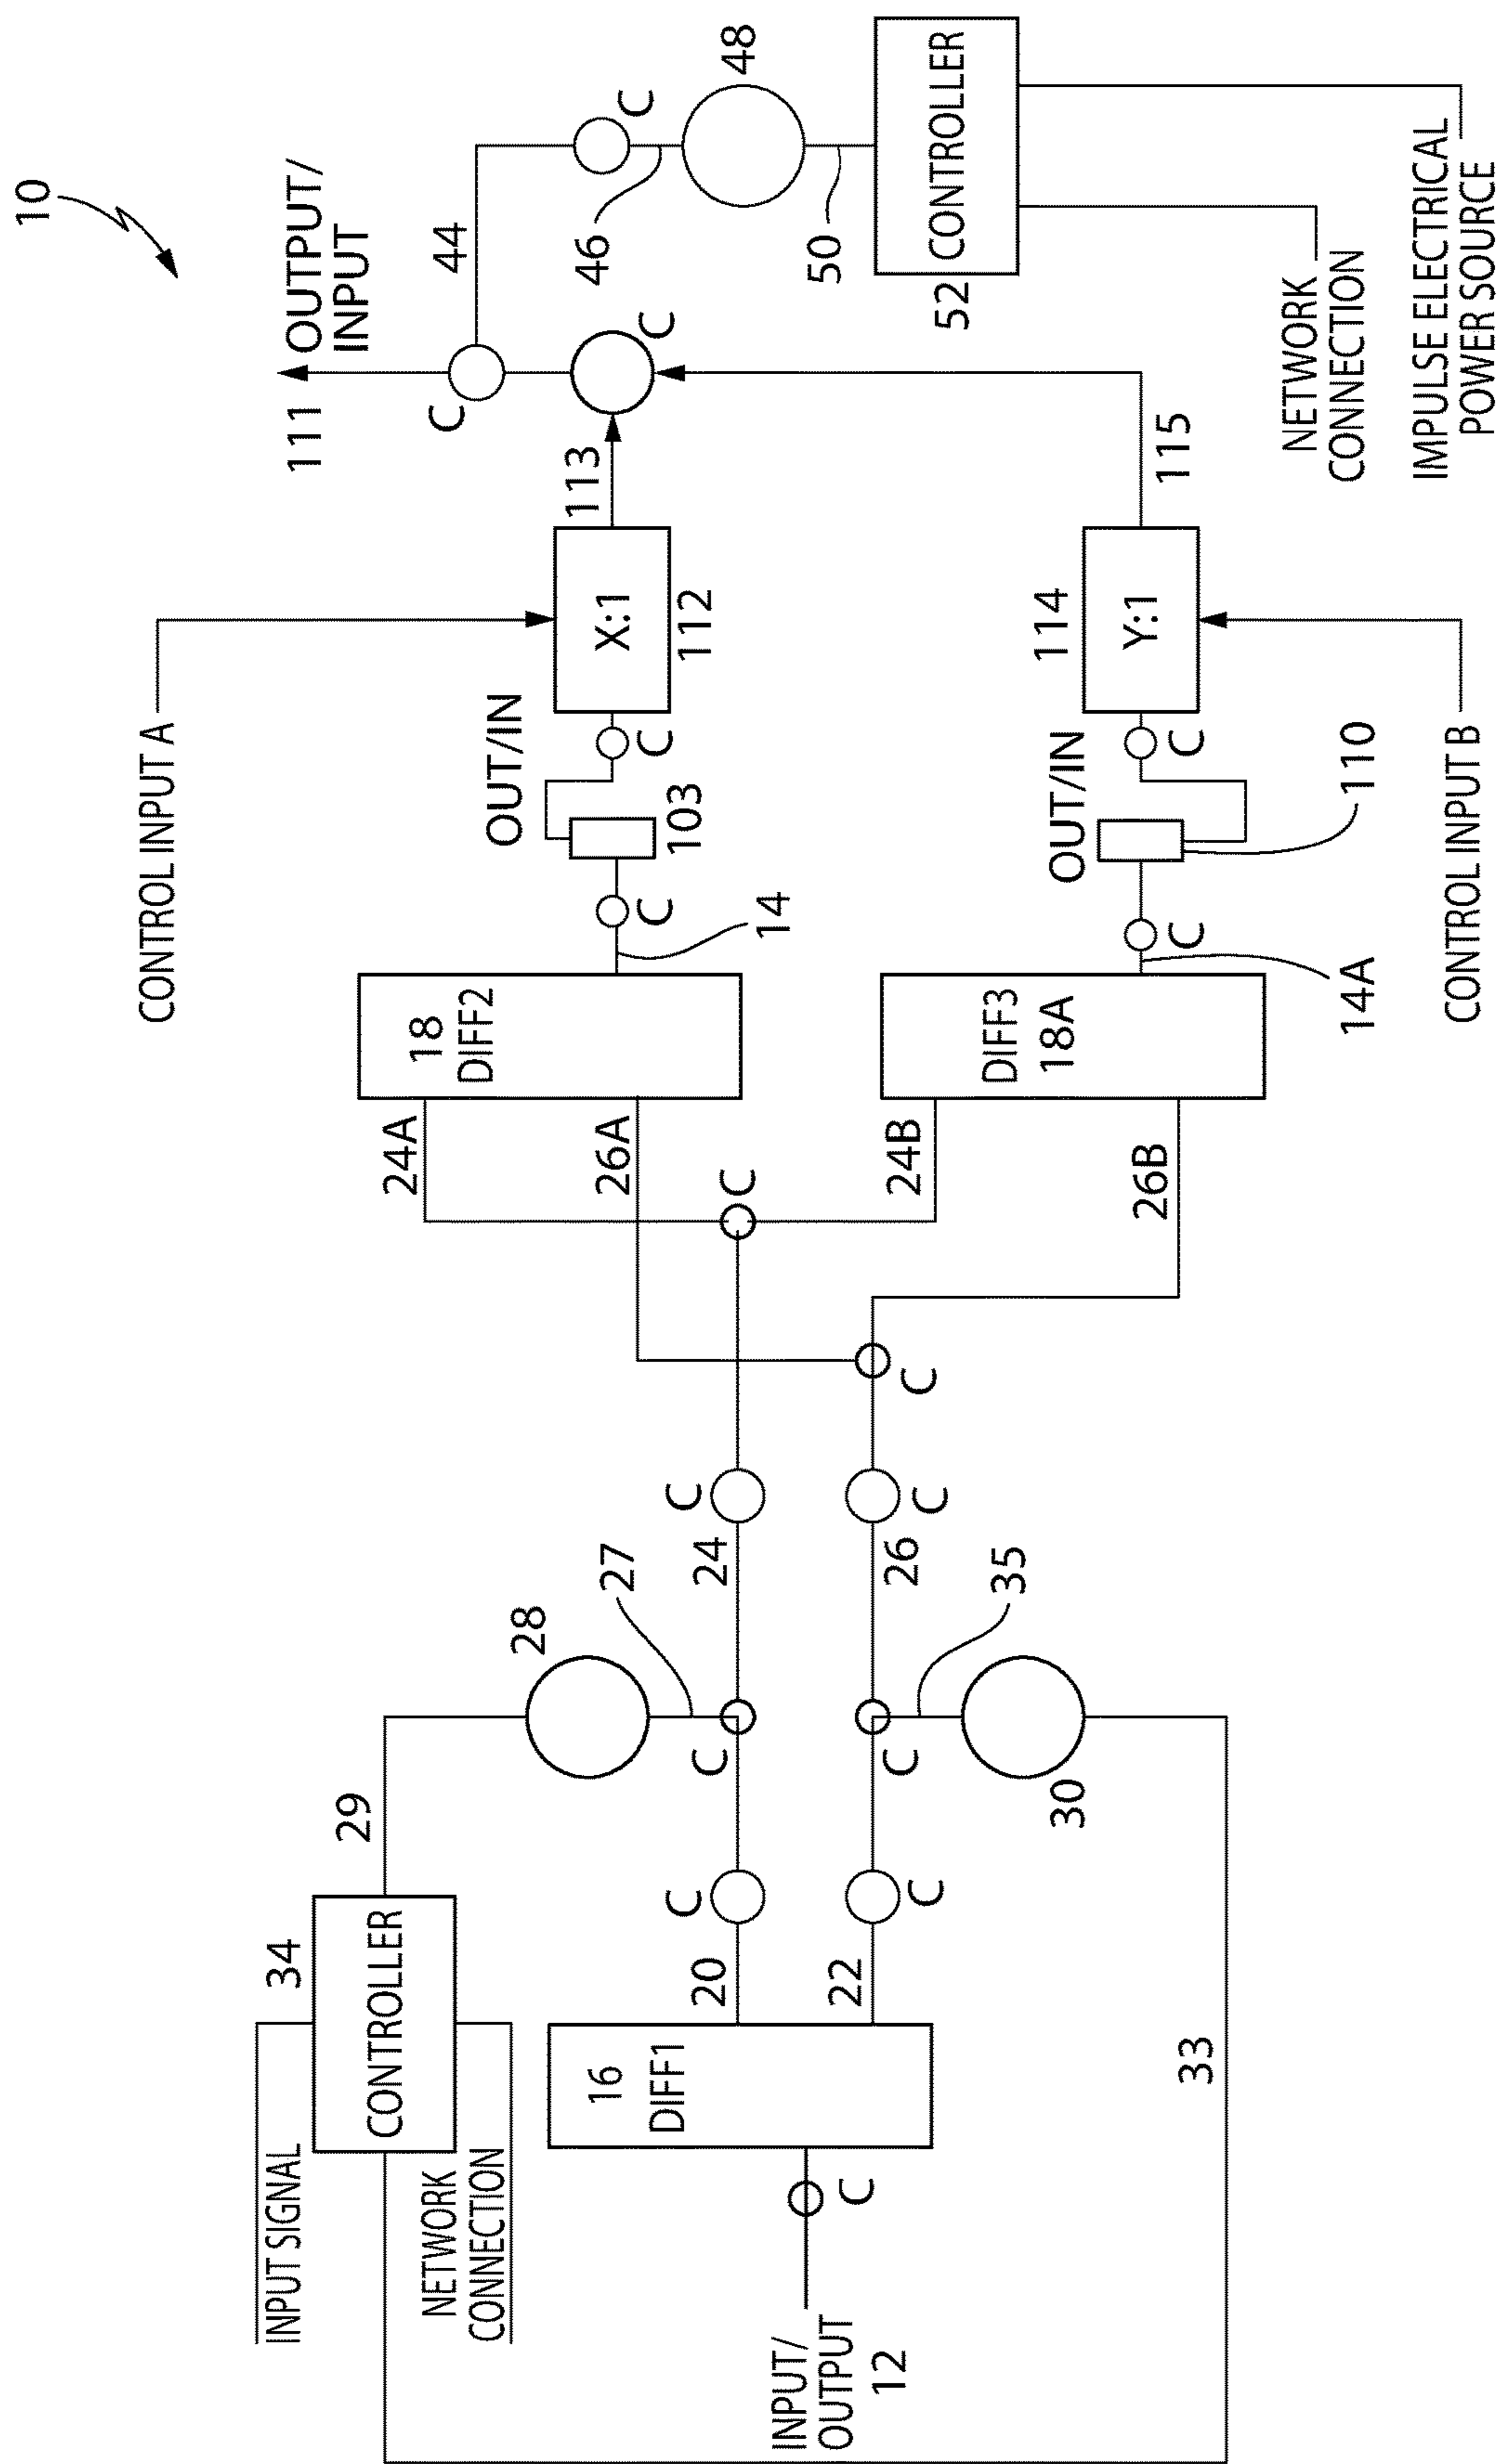 10
CONTROL INPUT A
OUTPUT/
INPUT
111
44
C
C
48
46
C
50
CONTROLLER
52
NETWORK
CONNECTION
IMPULSE ELECTRICAL
POWER SOURCE
113
X:1
112
115
114
Y:1
OUT/IN
C
103
C
14
OUT/IN
C
110
C
14A
CONTROL INPUT B
18
DIFF2
DIFF3
18A
24A
26A
24B
26B
C
C
C
24
C
26
27
28
35
30
C
C
29
34
CONTROLLER
INPUT SIGNAL
NETWORK
CONNECTION
C
C
20
22
16
DIFF1
33
C
INPUT/
OUTPUT
12